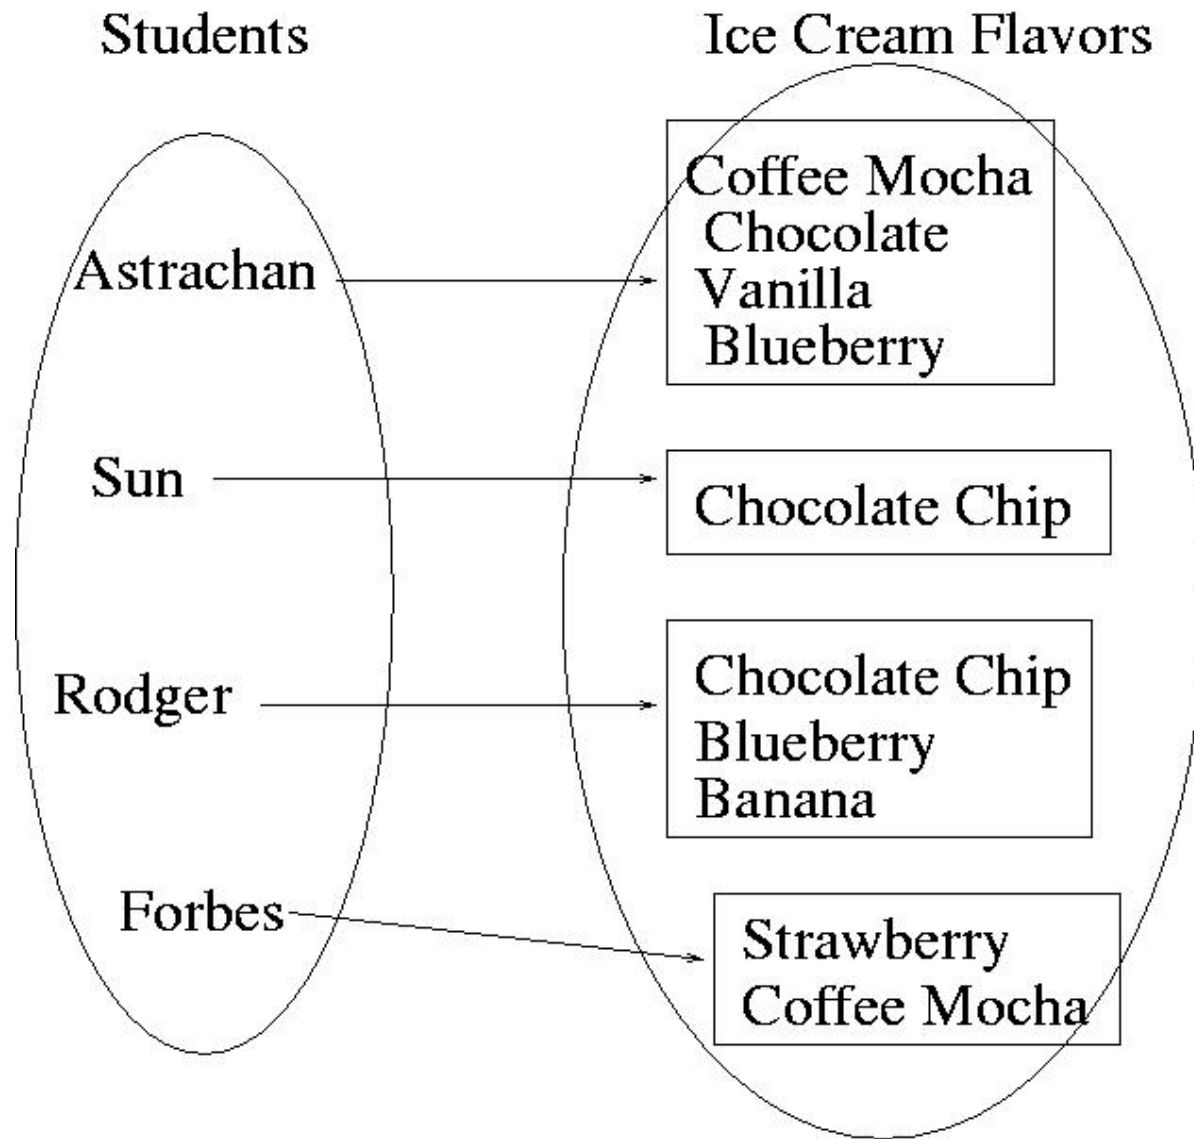 Students
Ice Cream Flavors
Astrachan
Coffee Mocha
Chocolate
Vanilla
Blueberry
Sun
Chocolate Chip
Rodger
Chocolate Chip
Blueberry
Banana
Forbes
Strawberry
Coffee Mocha